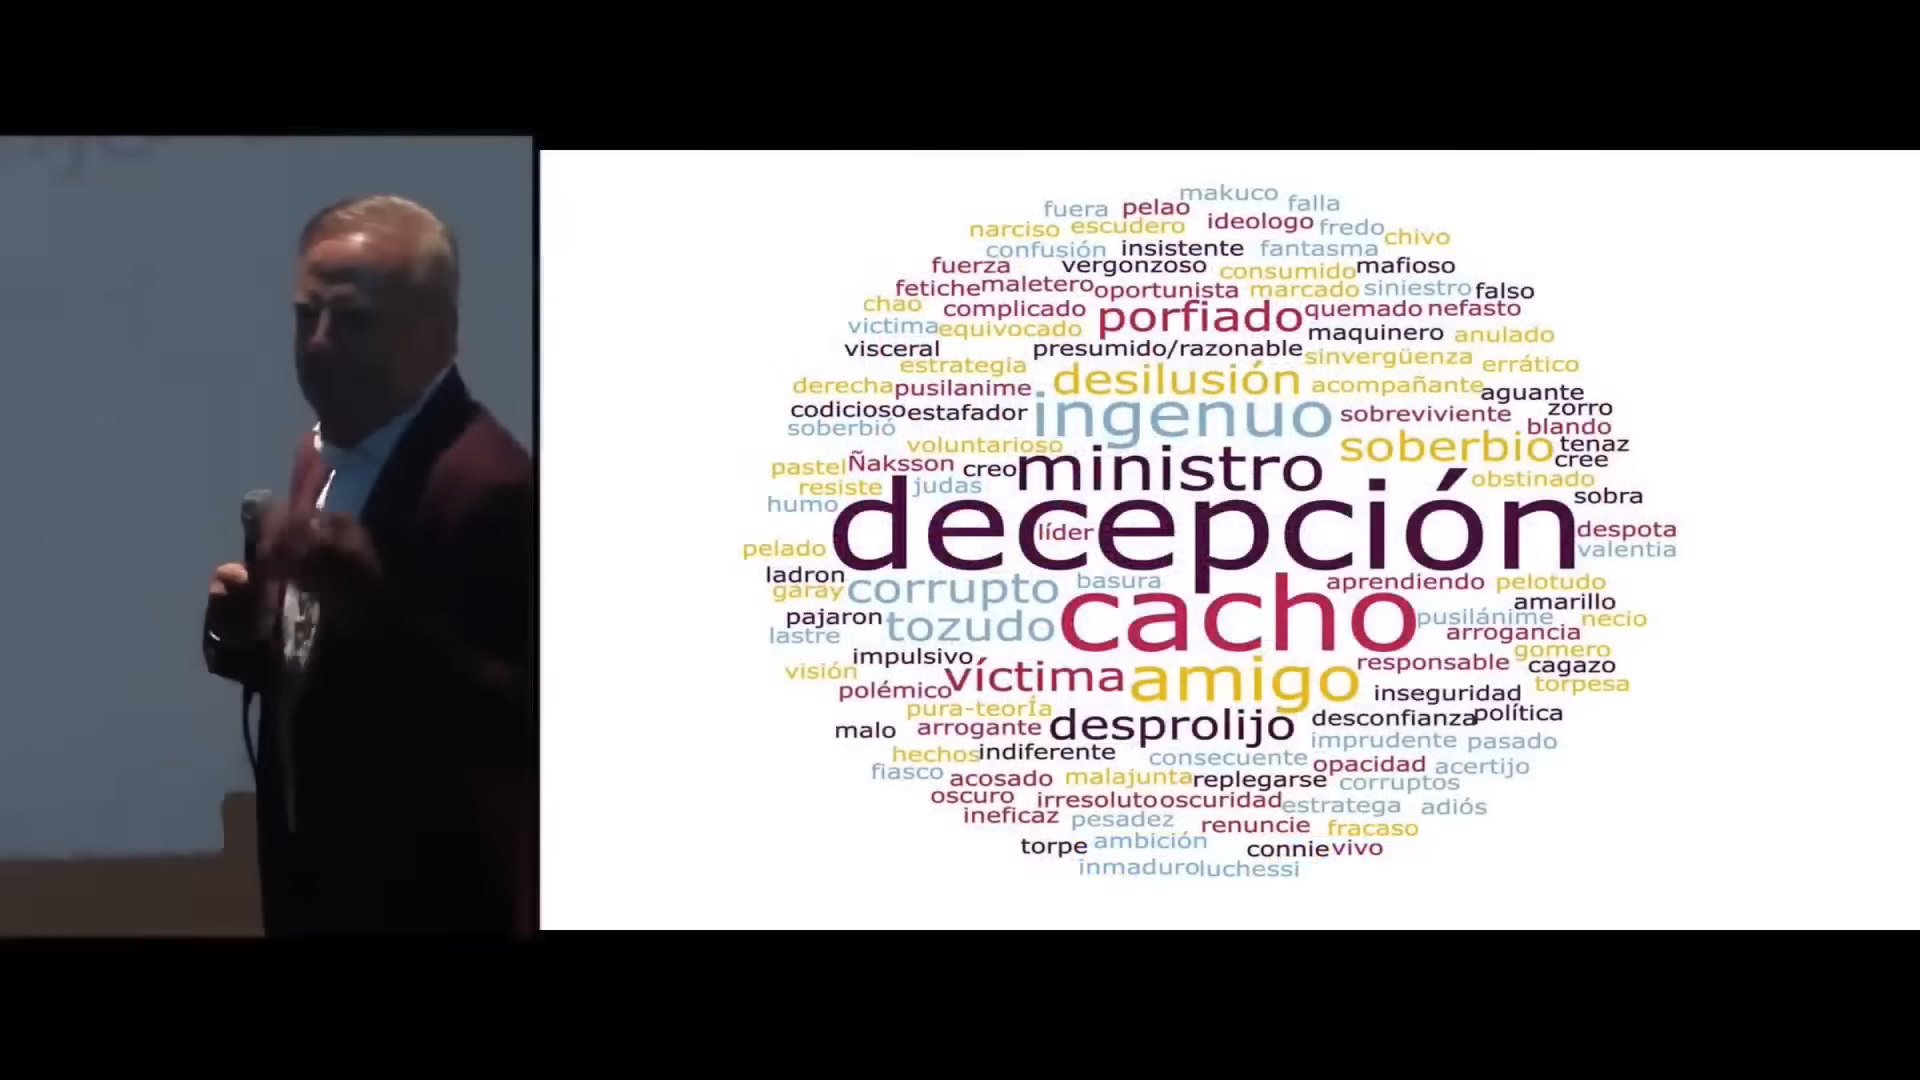 makuco
fuera pelao falla
narciso escudero ideologo fredo chivo
confusión insistente fantasma
fuerza vergonzoso consumido mafioso
fetiche maletero oportunista marcado siniestro falso
chao complicado porfiado quemado nefasto
victima equivocado maquinero anulado
visceral presumido/razonable sinvergüenza errático
estrategia desilusión
derecha pusilanime acompañante aguante
codicioso estafador ingenuo sobreviviente zorro
soberbió blando
voluntarioso soberbio tenaz
pastel Ñaksson creo ministro cree
resiste judas obstinado
humo sobra
decepción
líder despota
pelado valentia
ladron corrupto basura aprendiendo pelotudo
garay amarillo
pajaron tozudo cacho pusilánime necio
lastre arrogancia
impulsivo gomero
visión víctima amigo responsable cagazo
polémico inseguridad torpesa
pura-teoría
malo arrogante desprolijo desconfianza política
hechos indiferente imprudente pasado
fiasco consecuente opacidad acertijo
acosado malajunta replegarse corruptos
oscuro irresoluto oscuridad estratega adiós
ineficaz pesadez renuncie fracaso
torpe ambición connie vivo
inmaduro luchessi